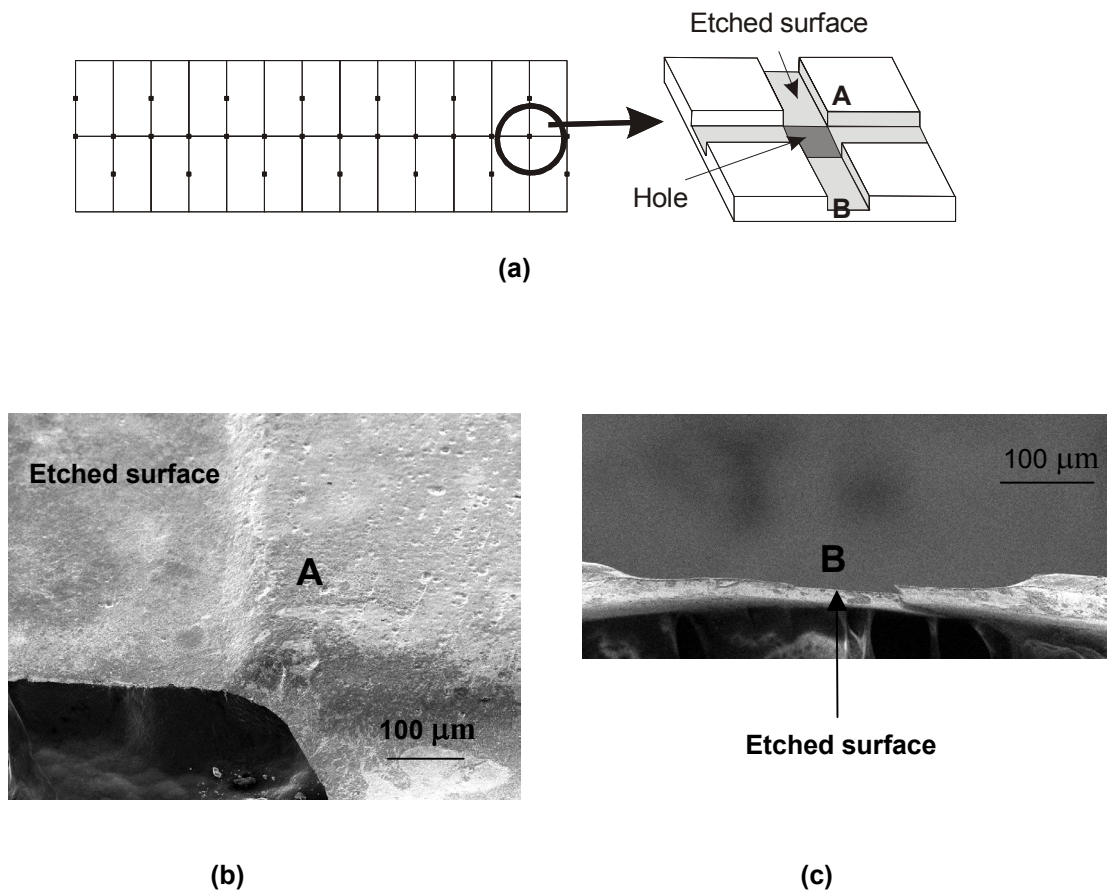 Etched surface
A
Hole
B
(a)
Etched surface
A
100 μm
100 μm
B
Etched surface
(b)
(c)